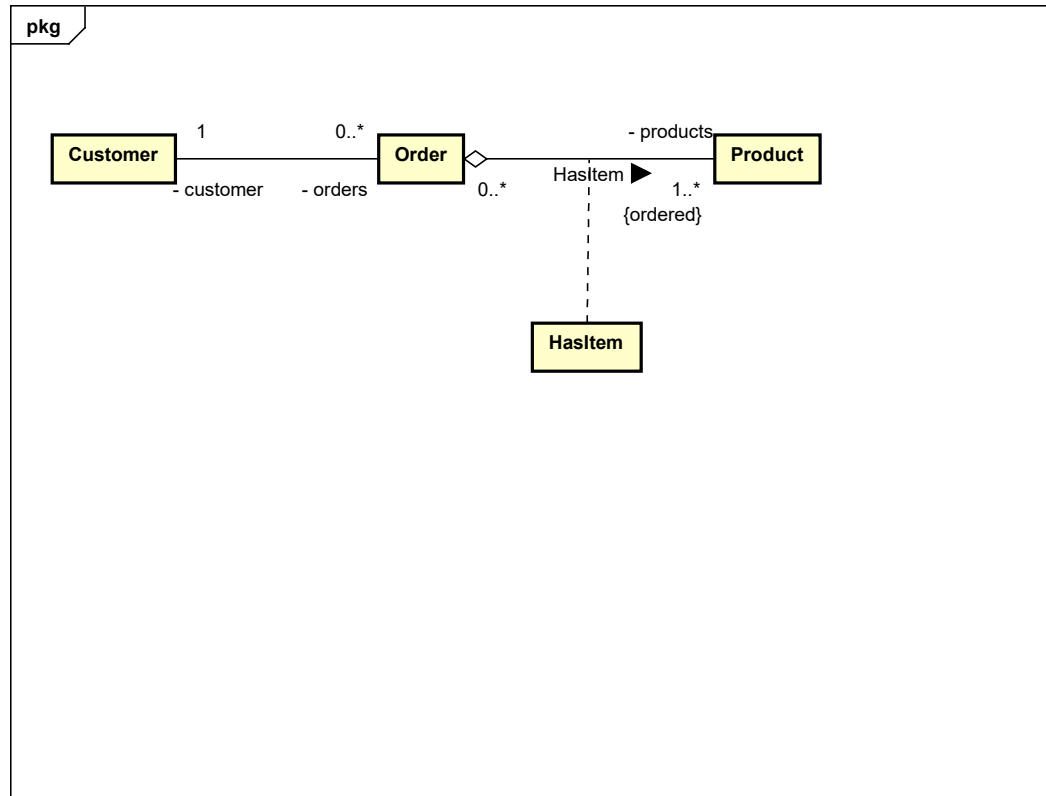 pkg
1
0..*
- products
Customer
Order
Product
HasItem
- customer
- orders
0..*
1..*
{ordered}
HasItem